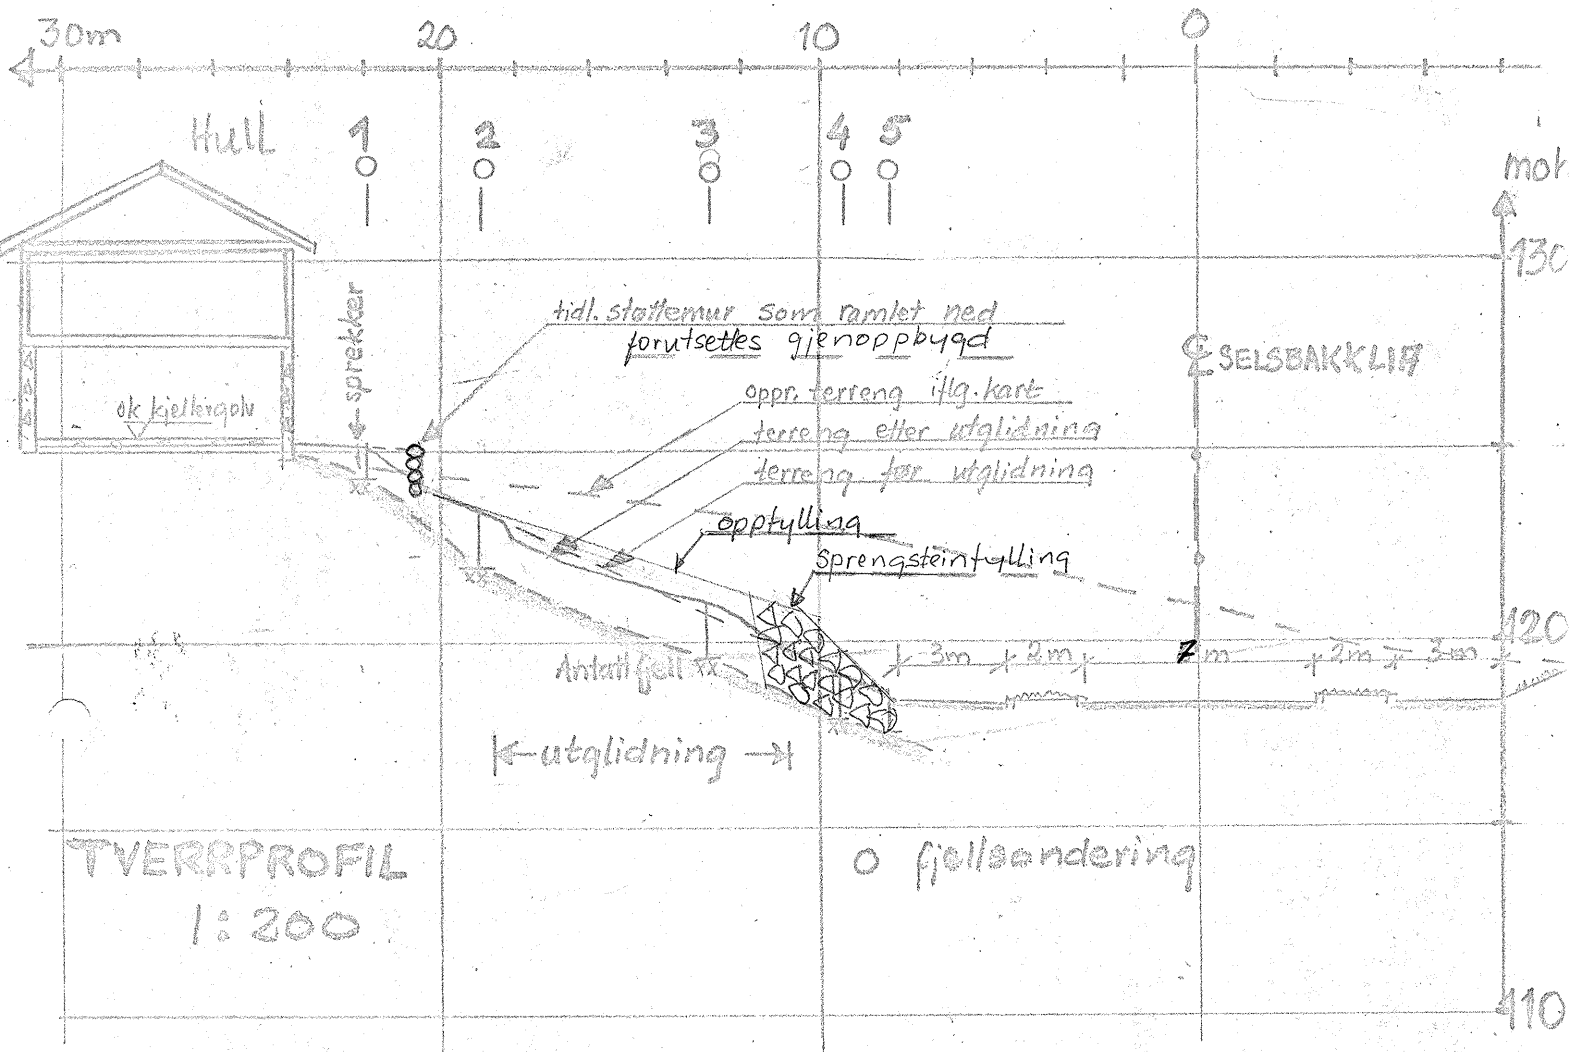 30m 20 10 0
Hull 1 2 3 4 5
mot.
130
sprekker
tidl. støttemur som ramlet ned
forutsettes gjenoppbygd
℄ SELSBAKKLIA
oppr. terreng iflg. kart
ok kjellergolv
terreng etter utglidning
terreng før utglidning
oppfylling
Sprengsteinfylling
120
3m 2m 7 m 2m 3m
Antatt fjell
utglidning
TVERRPROFIL
1:200
O fjellsondering
110